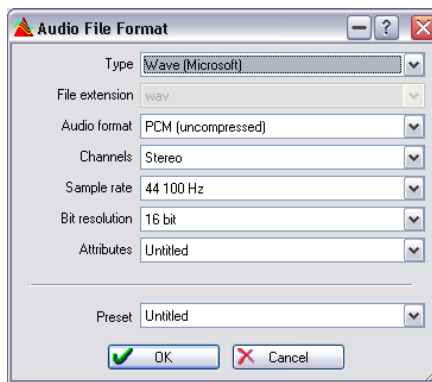 Audio File Format
Type Wave (Microsoft)
File extension wav
Audio format PCM (uncompressed)
Channels Stereo
Sample rate 44 100 Hz
Bit resolution 16 bit
Attributes Untitled
Preset Untitled
OK Cancel